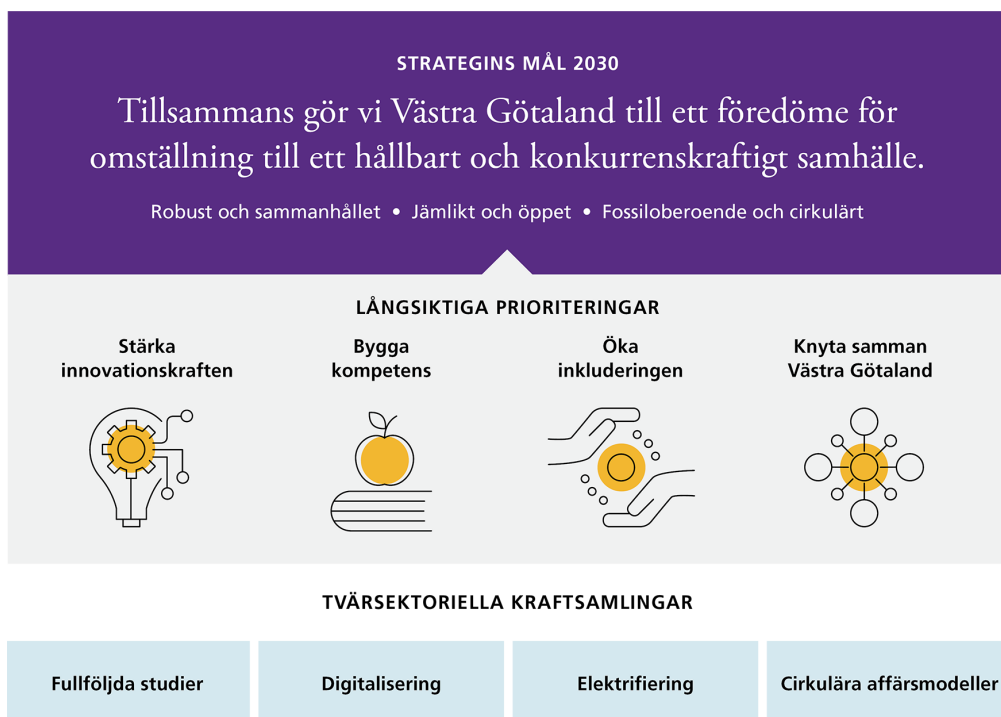 STRATEGINS MÅL 2030
Tillsammans gör vi Västra Götaland till ett föredöme för
omställning till ett hållbart och konkurrenskraftigt samhälle.
Robust och sammanhållet • Jämlikt och öppet • Fossiloberoende och cirkulärt
LÅNGSIKTIGA PRIORITERINGAR
Stärka
innovationskraften
Bygga
kompetens
Öka
inkluderingen
Knyta samman
Västra Götaland
TVÄRSEKTORIELLA KRAFTSAMLINGAR
Fullföljda studier
Digitalisering
Elektrifiering
Cirkulära affärsmodeller